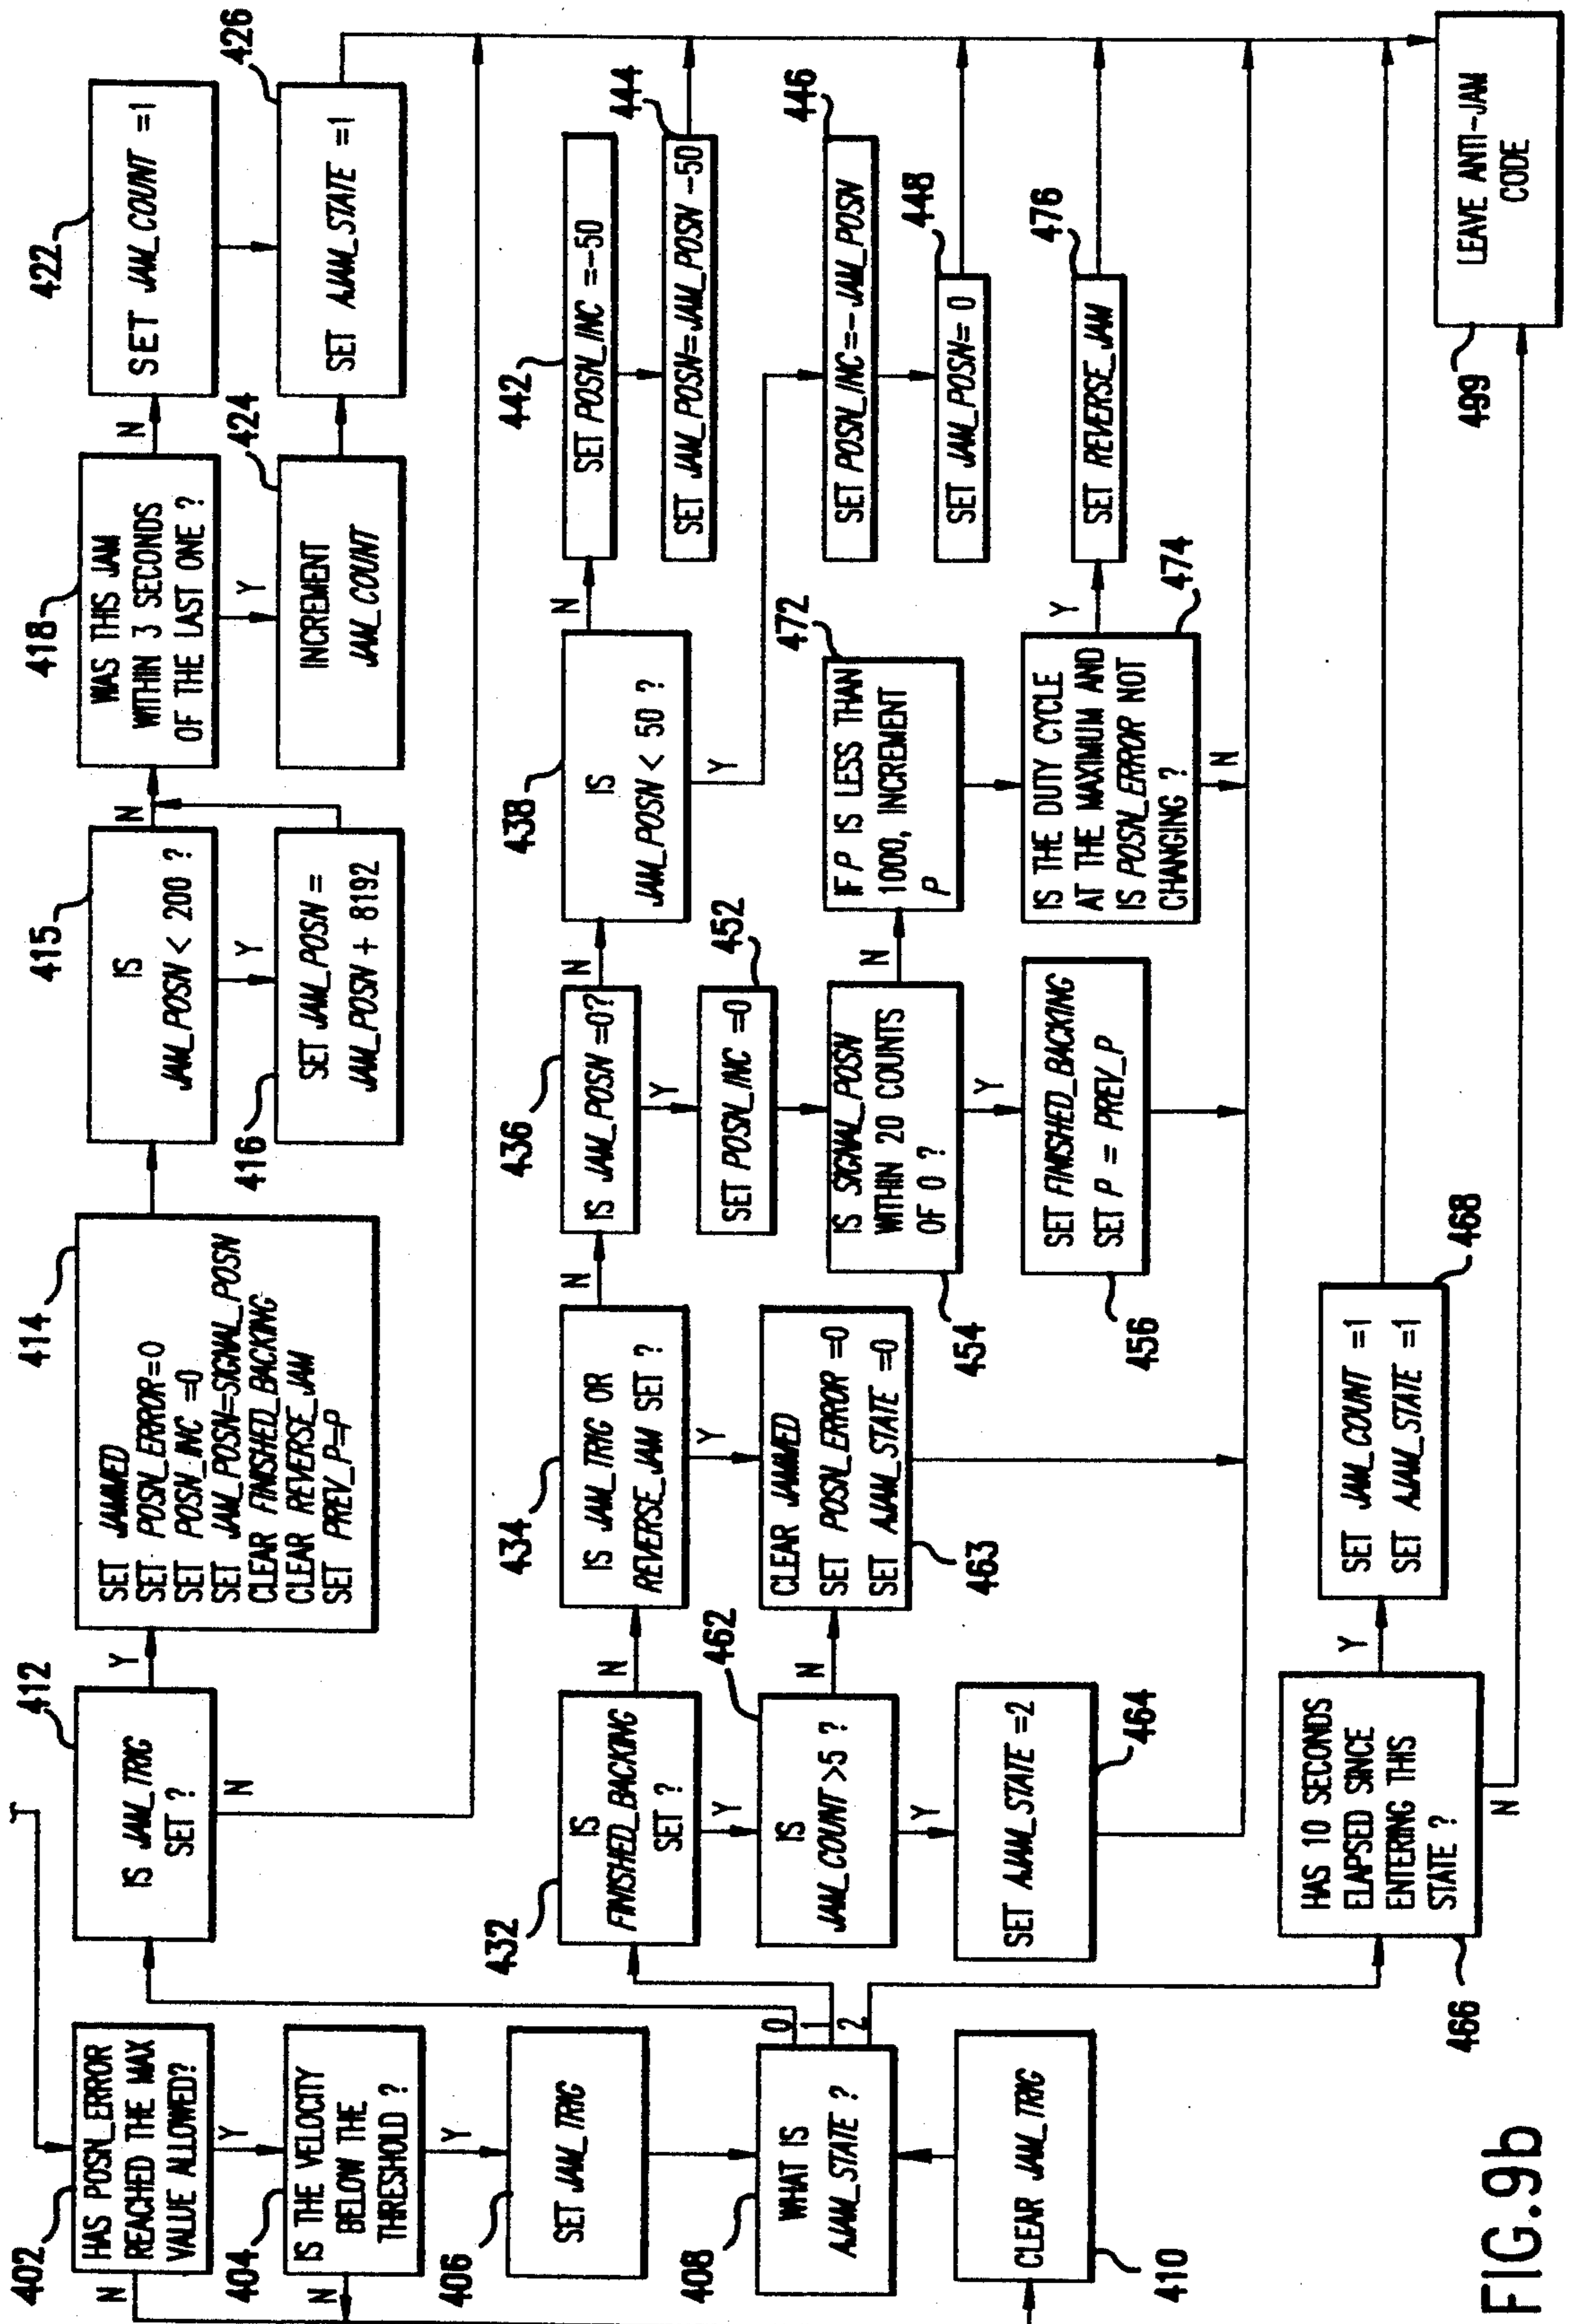 402
HAS POSN_ERROR
REACHED THE MAX
VALUE ALLOWED?
N
Y
404
IS THE VELOCITY
BELOW THE
THRESHOLD ?
N
Y
406
SET JAM_TRIG
408
WHAT IS
AJAM_STATE ?
0
1
2
CLEAR JAM_TRIG
410
412
IS JAM_TRIG
SET ?
Y
N
414
SET JAMMED
SET POSN_ERROR=0
SET POSN_INC =0
SET JAM_POSN=SIGNAL_POSN
CLEAR FINISHED_BACKING
CLEAR REVERSE_JAM
SET PREV_P=P
415
IS
JAM_POSN < 200 ?
N
Y
416
SET JAM_POSN =
JAM_POSN + 8192
418
WAS THIS JAM
WITHIN 3 SECONDS
OF THE LAST ONE ?
N
Y
422
SET JAM_COUNT =1
424
INCREMENT
JAM_COUNT
426
SET AJAM_STATE =1
432
IS
FINISHED_BACKING
SET ?
N
Y
434
IS JAM_TRIG OR
REVERSE_JAM SET ?
N
Y
436
IS JAM_POSN =0?
N
Y
438
IS
JAM_POSN < 50 ?
N
Y
442
SET POSN_INC =-50
444
SET JAM_POSN=JAM_POSN -50
446
SET POSN_INC=-JAM_POSN
448
SET JAM_POSN= 0
452
SET POSN_INC =0
454
IS SIGNAL_POSN
WITHIN 20 COUNTS
OF 0 ?
N
Y
456
SET FINISHED_BACKING
SET P = PREV_P
462
IS
JAM_COUNT >5 ?
N
Y
463
CLEAR JAMMED
SET POSN_ERROR =0
SET AJAM_STATE =0
SET AJAM_STATE =2
464
472
IF P IS LESS THAN
1000, INCREMENT
P
474
IS THE DUTY CYCLE
AT THE MAXIMUM AND
IS POSN_ERROR NOT
CHANGING ?
Y
N
476
SET REVERSE_JAM
466
HAS 10 SECONDS
ELAPSED SINCE
ENTERING THIS
STATE ?
Y
N
468
SET JAM_COUNT =1
SET AJAM_STATE =1
499
LEAVE ANTI-JAM
CODE
FIG.9b